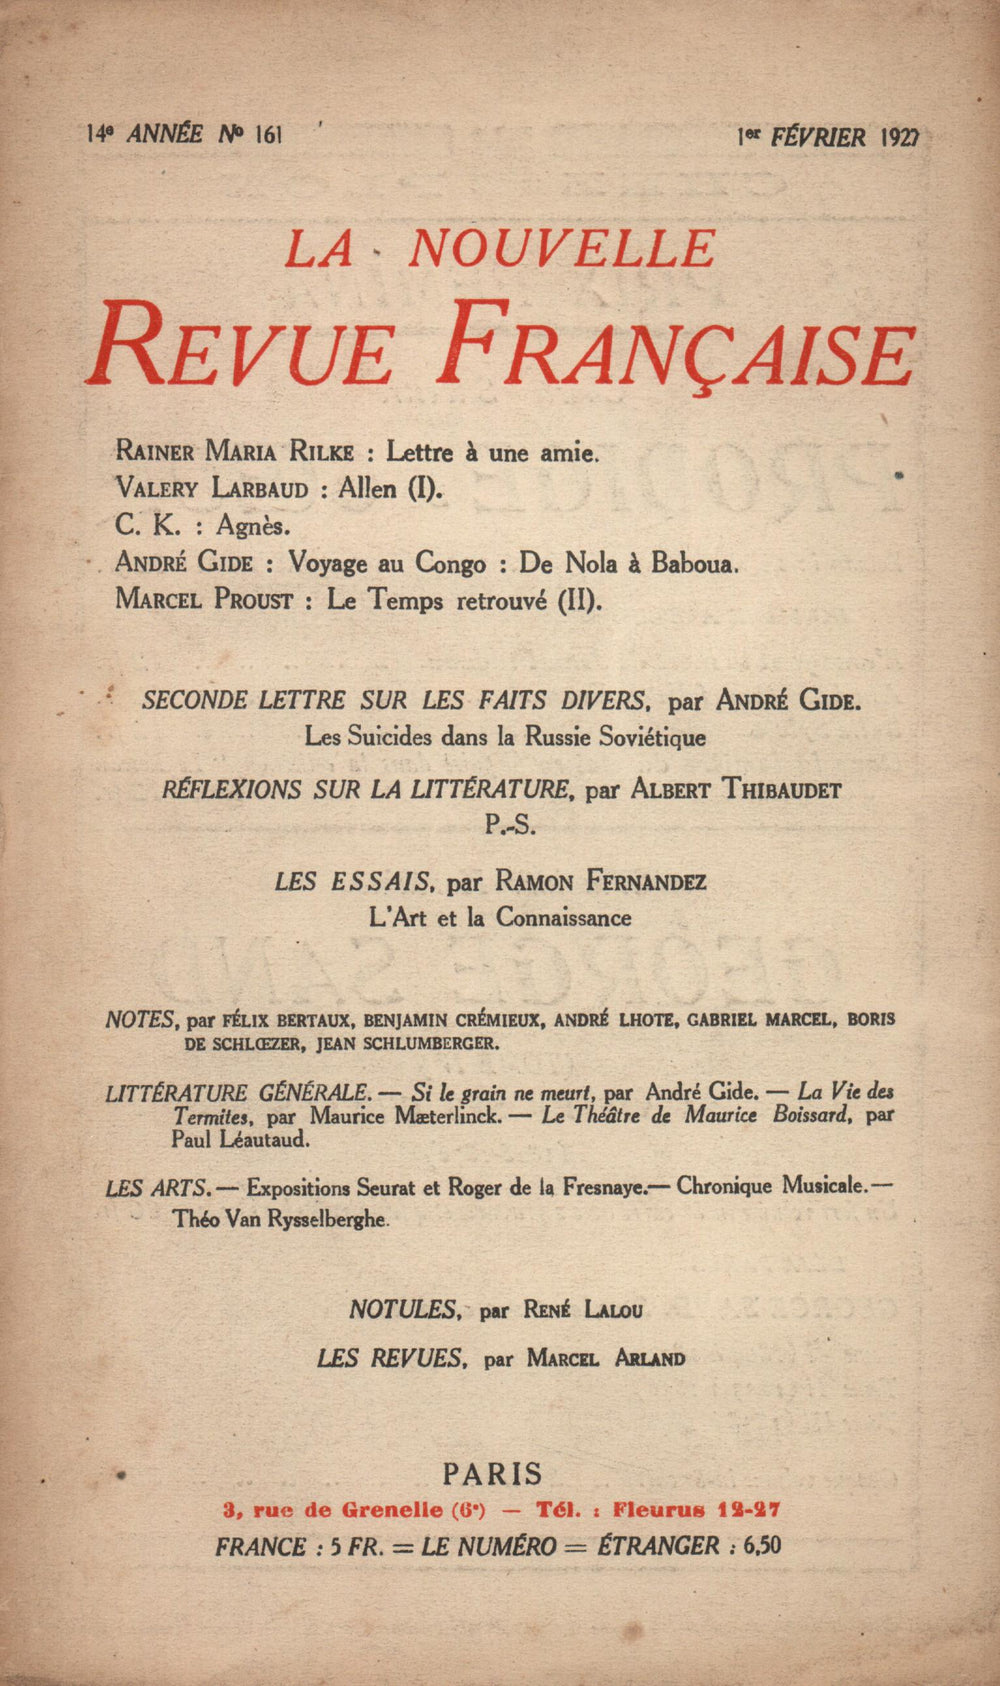 14e ANNÉE No 161
1er FÉVRIER 1927
LA NOUVELLE
REVUE FRANÇAISE
RAINER MARIA RILKE : Lettre à une amie.
VALERY LARBAUD : Allen (I).
C. K. : Agnès.
ANDRÉ GIDE : Voyage au Congo : De Nola à Baboua.
MARCEL PROUST : Le Temps retrouvé (II).
SECONDE LETTRE SUR LES FAITS DIVERS, par ANDRÉ GIDE.
Les Suicides dans la Russie Soviétique
RÉFLEXIONS SUR LA LITTÉRATURE, par ALBERT THIBAUDET
P.-S.
LES ESSAIS, par RAMON FERNANDEZ
L'Art et la Connaissance
NOTES, par FÉLIX BERTAUX, BENJAMIN CRÉMIEUX, ANDRÉ LHOTE, GABRIEL MARCEL, BORIS
DE SCHLŒZER, JEAN SCHLUMBERGER.
LITTÉRATURE GÉNÉRALE. — Si le grain ne meurt, par André Gide. — La Vie des
Termites, par Maurice Mæterlinck. — Le Théâtre de Maurice Boissard, par
Paul Léautaud.
LES ARTS. — Expositions Seurat et Roger de la Fresnaye. — Chronique Musicale. —
Théo Van Rysselberghe.
NOTULES, par RENÉ LALOU
LES REVUES, par MARCEL ARLAND
PARIS
3, rue de Grenelle (6e) — Tél. : Fleurus 12-27
FRANCE : 5 FR. = LE NUMÉRO = ÉTRANGER : 6,50